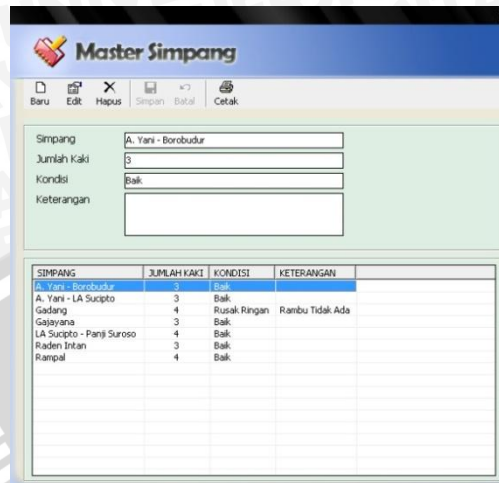 Master Simpang
Baru Edit Hapus Simpan Batal Cetak
Simpang A. Yani - Borobudur
Jumlah Kaki 3
Kondisi Baik
Keterangan
SIMPANG JUMLAH KAKI KONDISI KETERANGAN
A. Yani - Borobudur 3 Baik
A. Yani - LA Sucipto 3 Baik
Gadang 4 Rusak Ringan Rambu Tidak Ada
Gajayana 3 Baik
LA Sucipto - Panji Suroso 4 Baik
Raden Intan 3 Baik
Rampal 4 Baik